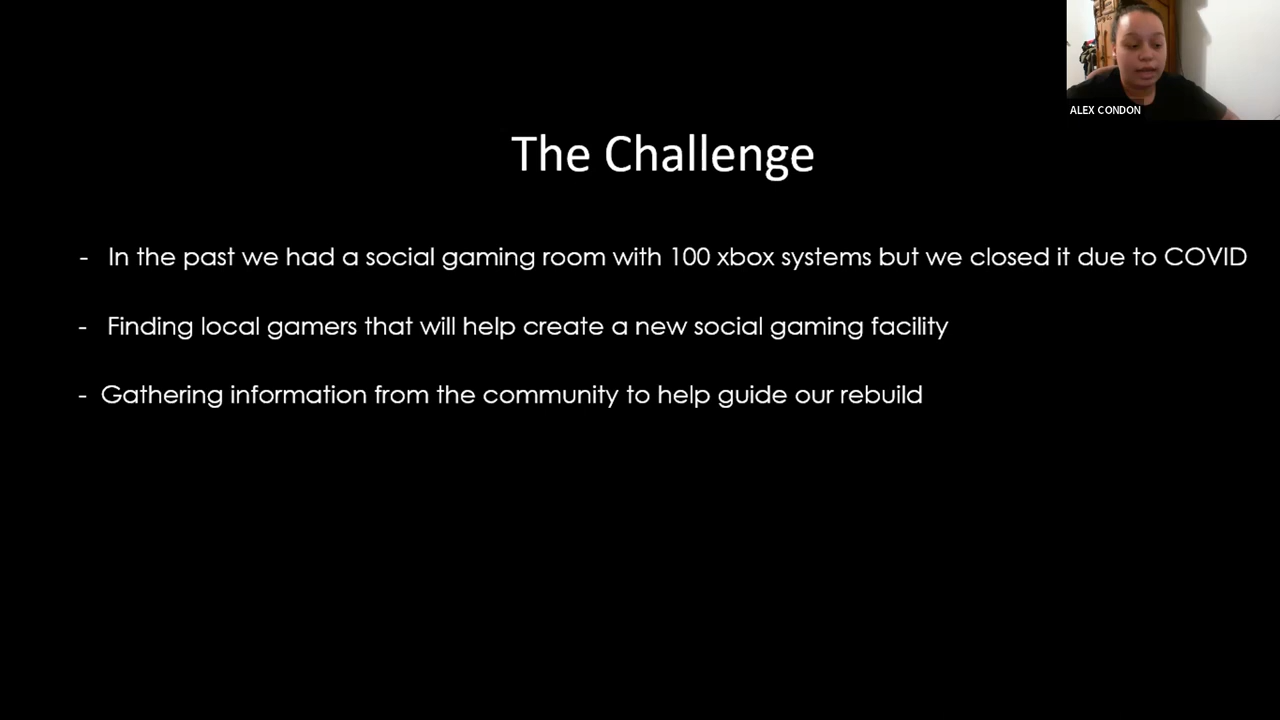 ALEX CONDON
The Challenge
- In the past we had a social gaming room with 100 xbox systems but we closed it due to COVID
- Finding local gamers that will help create a new social gaming facility
- Gathering information from the community to help guide our rebuild